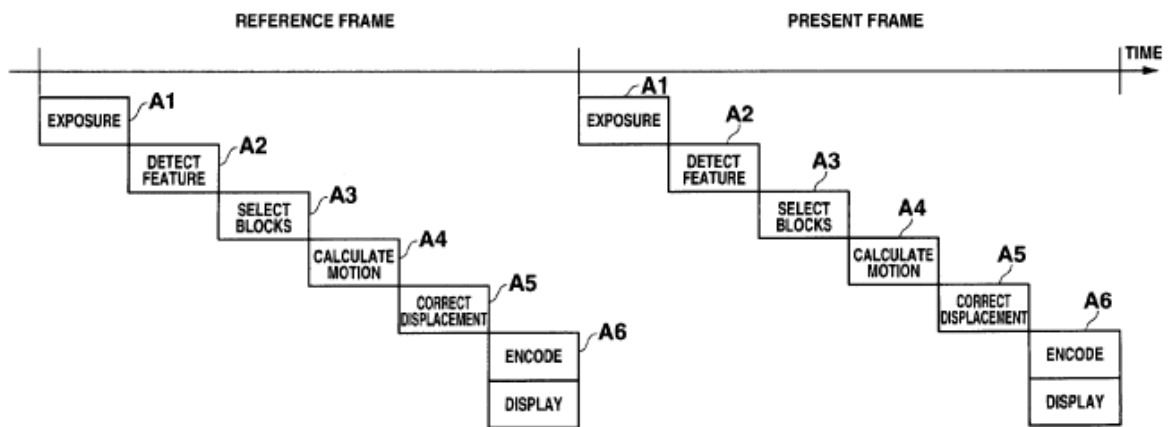 REFERENCE FRAME
PRESENT FRAME
TIME
A1
EXPOSURE
A2
DETECT
FEATURE
A3
SELECT
BLOCKS
A4
CALCULATE
MOTION
A5
CORRECT
DISPLACEMENT
A6
ENCODE
DISPLAY
A1
EXPOSURE
A2
DETECT
FEATURE
A3
SELECT
BLOCKS
A4
CALCULATE
MOTION
A5
CORRECT
DISPLACEMENT
A6
ENCODE
DISPLAY